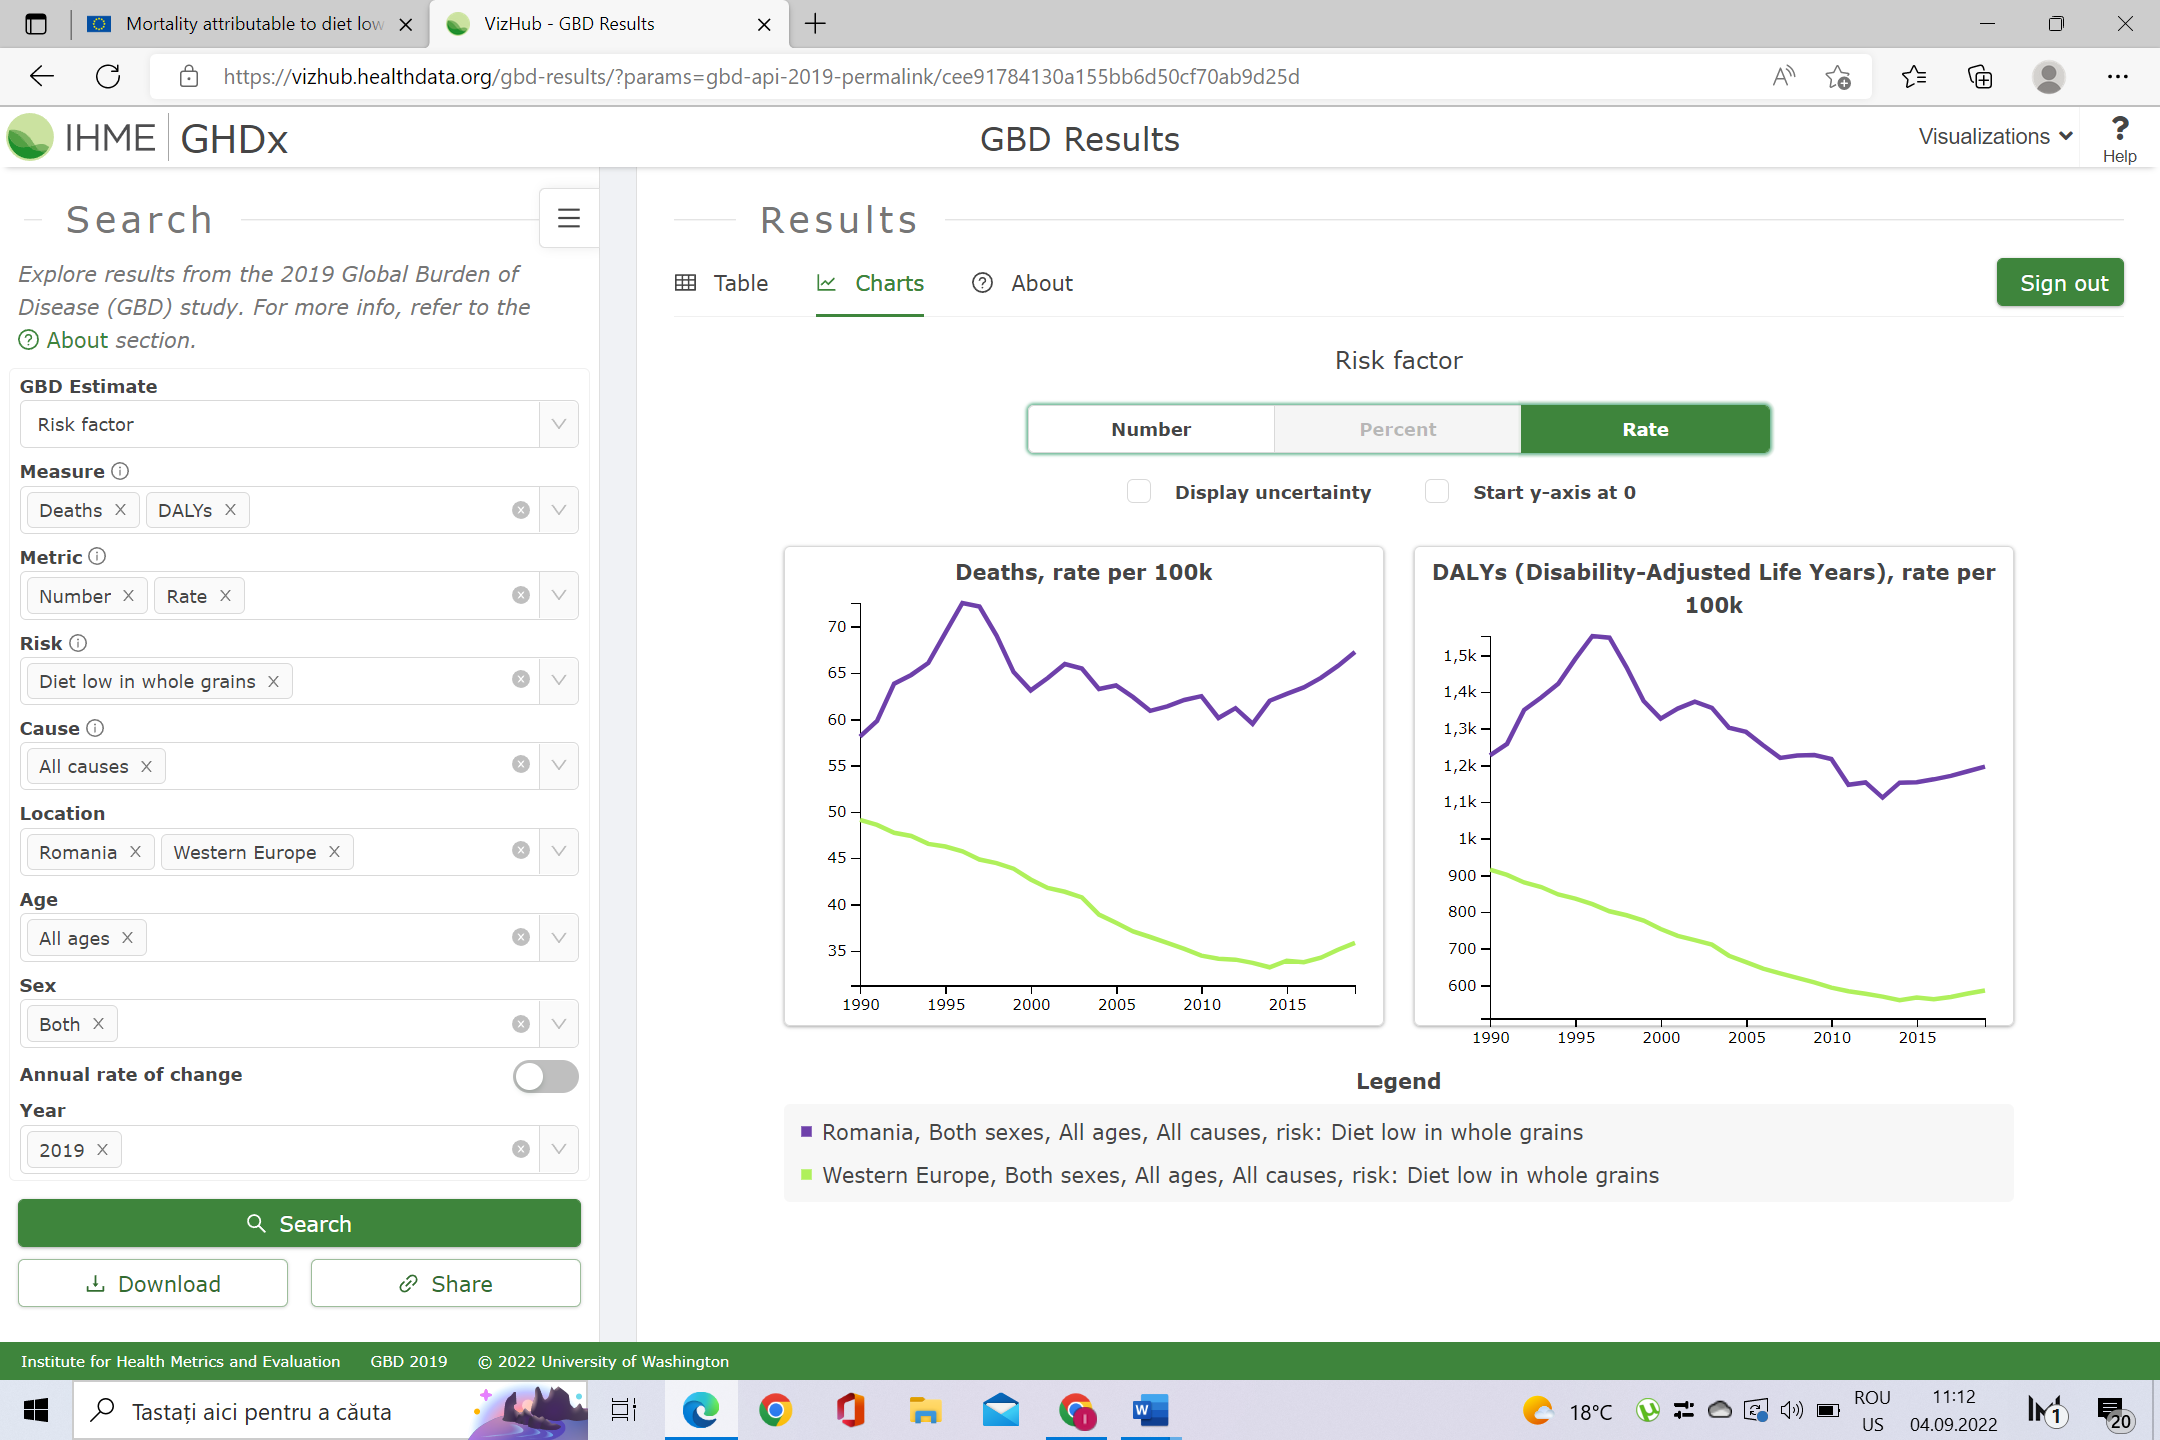 Mortality attributable to diet low
VizHub - GBD Results
https://vizhub.healthdata.org/gbd-results/?params=gbd-api-2019-permalink/cee91784130a155bb6d50cf70ab9d25d
IHME GHDx
GBD Results
Visualizations
? Help
Search
Explore results from the 2019 Global Burden of
Disease (GBD) study. For more info, refer to the
? About section.
GBD Estimate
Risk factor
Measure
Deaths X DALYs X
Metric
Number X Rate X
Risk
Diet low in whole grains X
Cause
All causes X
Location
Romania X Western Europe X
Age
All ages X
Sex
Both X
Annual rate of change
Year
2019 X
Search
Download
Share
Results
Table
Charts
About
Sign out
Risk factor
Number
Percent
Rate
Display uncertainty
Start y-axis at 0
Deaths, rate per 100k
70
65
60
55
50
45
40
35
1990 1995 2000 2005 2010 2015
DALYs (Disability-Adjusted Life Years), rate per
100k
1,5k
1,4k
1,3k
1,2k
1,1k
1k
900
800
700
600
1990 1995 2000 2005 2010 2015
Legend
Romania, Both sexes, All ages, All causes, risk: Diet low in whole grains
Western Europe, Both sexes, All ages, All causes, risk: Diet low in whole grains
Institute for Health Metrics and Evaluation GBD 2019 © 2022 University of Washington
Tastați aici pentru a căuta
18°C
ROU
US
11:12
04.09.2022
1
20